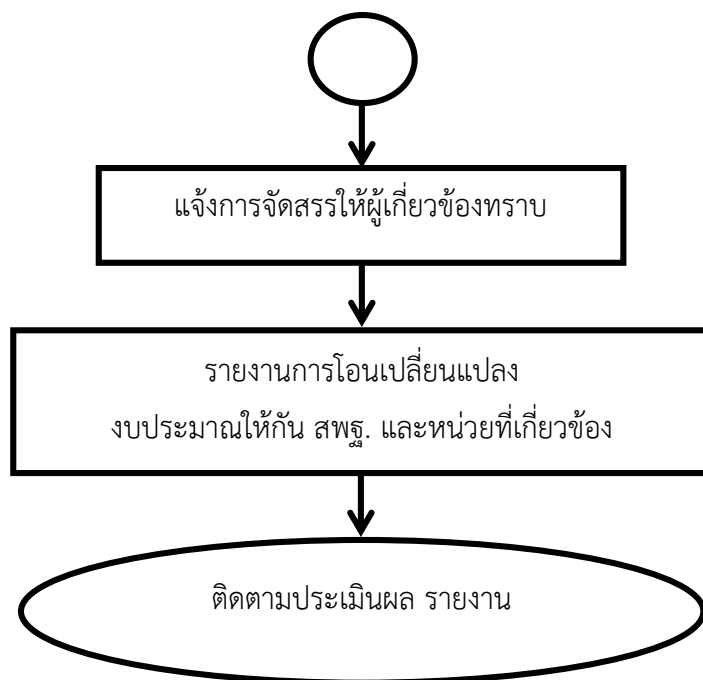 แจ้งการจัดสรรให้ผู้เกี่ยวข้องทราบ
รายงานการโอนเปลี่ยนแปลง
งบประมาณให้กัน สพฐ. และหน่วยที่เกี่ยวข้อง
ติดตามประเมินผล รายงาน